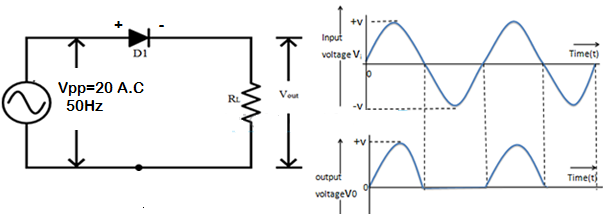 + -
D1
Vpp=20 A.C
50Hz
RL
Vout
+V
Input
voltage Vi
Time(t)
0
-V
+V
output
voltageV0
0
Time(t)